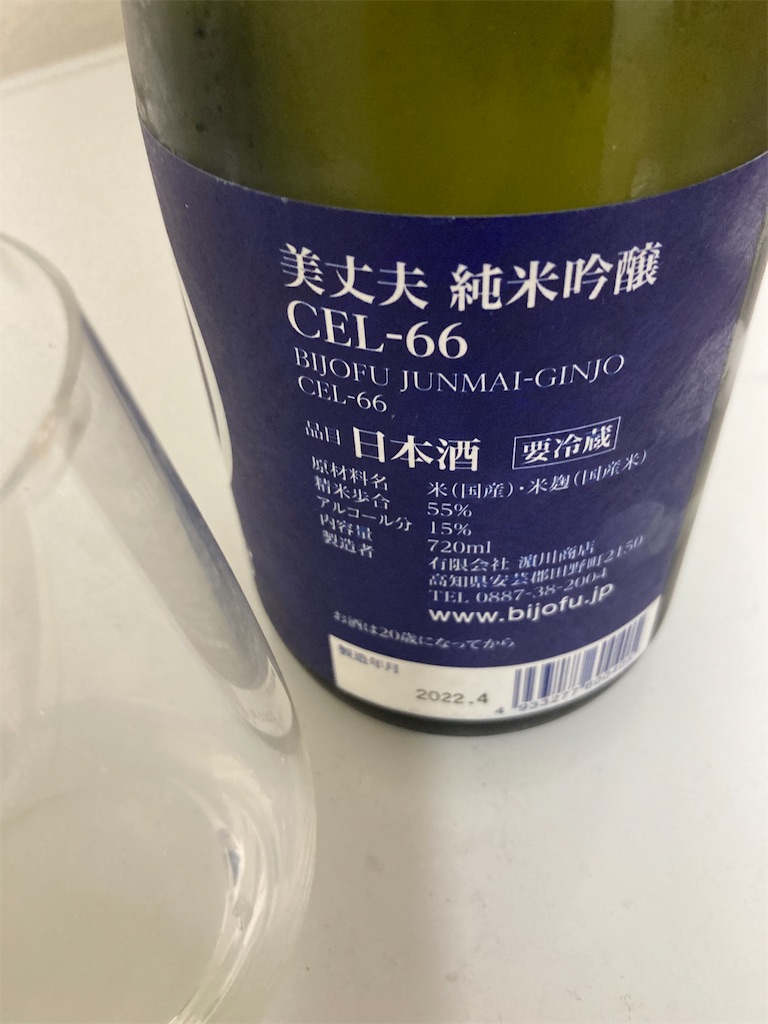 美丈夫 純米吟醸
CEL-66
BIJOFU JUNMAI-GINJO
CEL-66
品目 日本酒 要冷蔵
原材料名 米(国産)・米麹(国産米)
精米歩合 55%
アルコール分 15%
内容量 720ml
製造者 有限会社 濵川商店
高知県安芸郡田野町2150
TEL 0887-38-2004
www.bijofu.jp
お酒は20歳になってから
製造年月
2022.4
4 933277